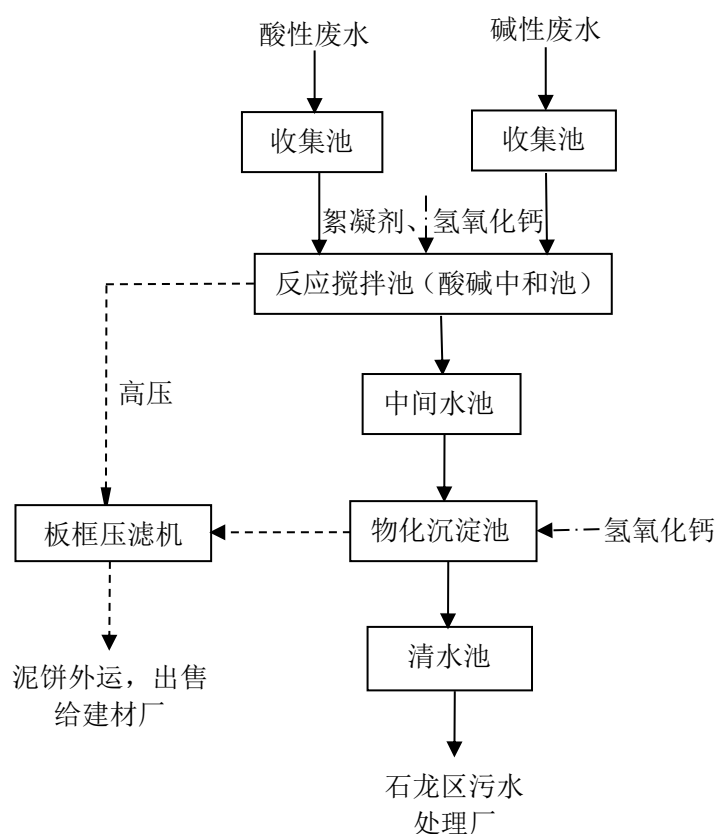 酸性废水
碱性废水
收集池
收集池
絮凝剂、氢氧化钙
反应搅拌池（酸碱中和池）
高压
中间水池
板框压滤机
物化沉淀池
氢氧化钙
泥饼外运，出售
给建材厂
清水池
石龙区污水
处理厂